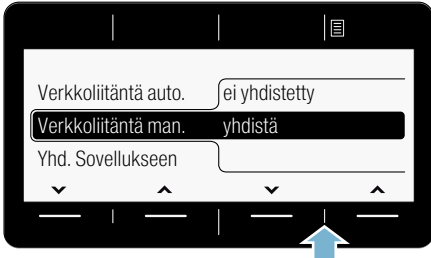 Verkkoliitäntä auto. ei yhdistetty
Verkkoliitäntä man. yhdistä
Yhd. Sovellukseen